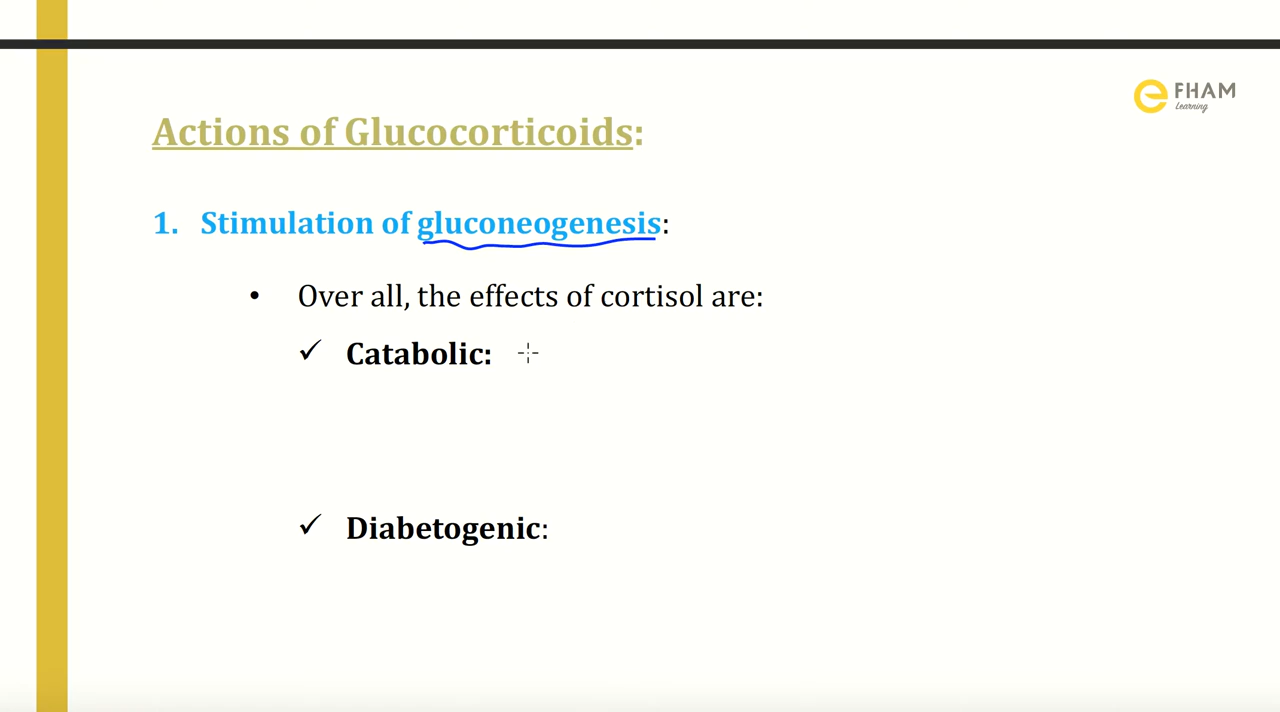 eFHAM
Learning
Actions of Glucocorticoids:
1. Stimulation of gluconeogenesis:
• Over all, the effects of cortisol are:
✓ Catabolic:
✓ Diabetogenic: